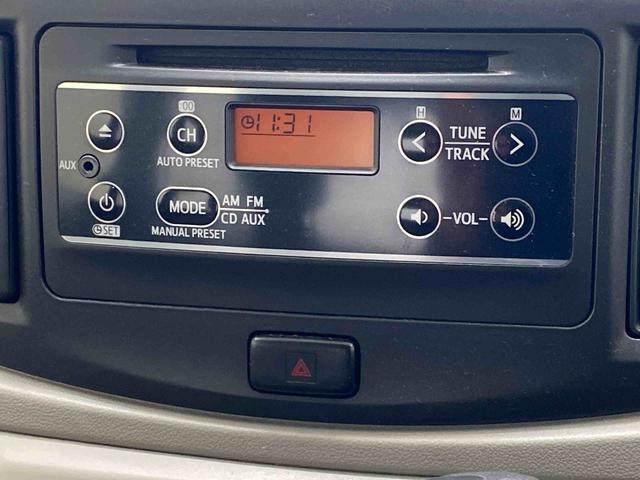 :00
H
M
11:31
CH
TUNE
TRACK
AUTO PRESET
AUX
MODE
AM FM
CD AUX
-VOL-
SET
MANUAL PRESET